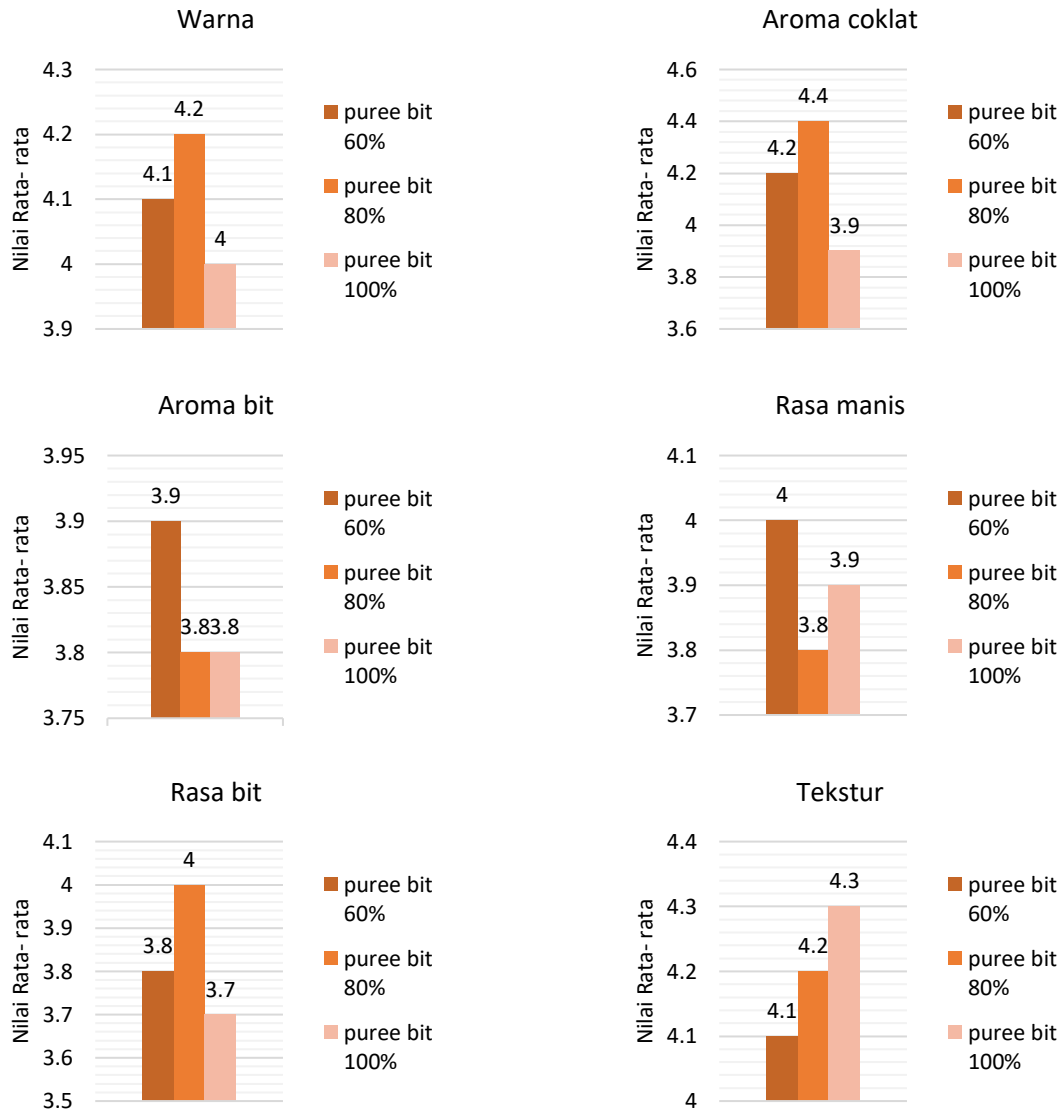 Warna
4.3
4.2
4.1
4
3.9
Nilai Rata- rata
4.1
4.2
4
puree bit
60%
puree bit
80%
puree bit
100%
Aroma coklat
4.6
4.4
4.2
4
3.8
3.6
Nilai Rata- rata
4.2
4.4
3.9
puree bit
60%
puree bit
80%
puree bit
100%
Aroma bit
3.95
3.9
3.85
3.8
3.75
Nilai Rata- rata
3.9
3.8
3.8
puree bit
60%
puree bit
80%
puree bit
100%
Rasa manis
4.1
4
3.9
3.8
3.7
Nilai Rata- rata
4
3.8
3.9
puree bit
60%
puree bit
80%
puree bit
100%
Rasa bit
4.1
4
3.9
3.8
3.7
3.6
3.5
Nilai Rata- rata
3.8
4
3.7
puree bit
60%
puree bit
80%
puree bit
100%
Tekstur
4.4
4.3
4.2
4.1
4
Nilai Rata- rata
4.1
4.2
4.3
puree bit
60%
puree bit
80%
puree bit
100%